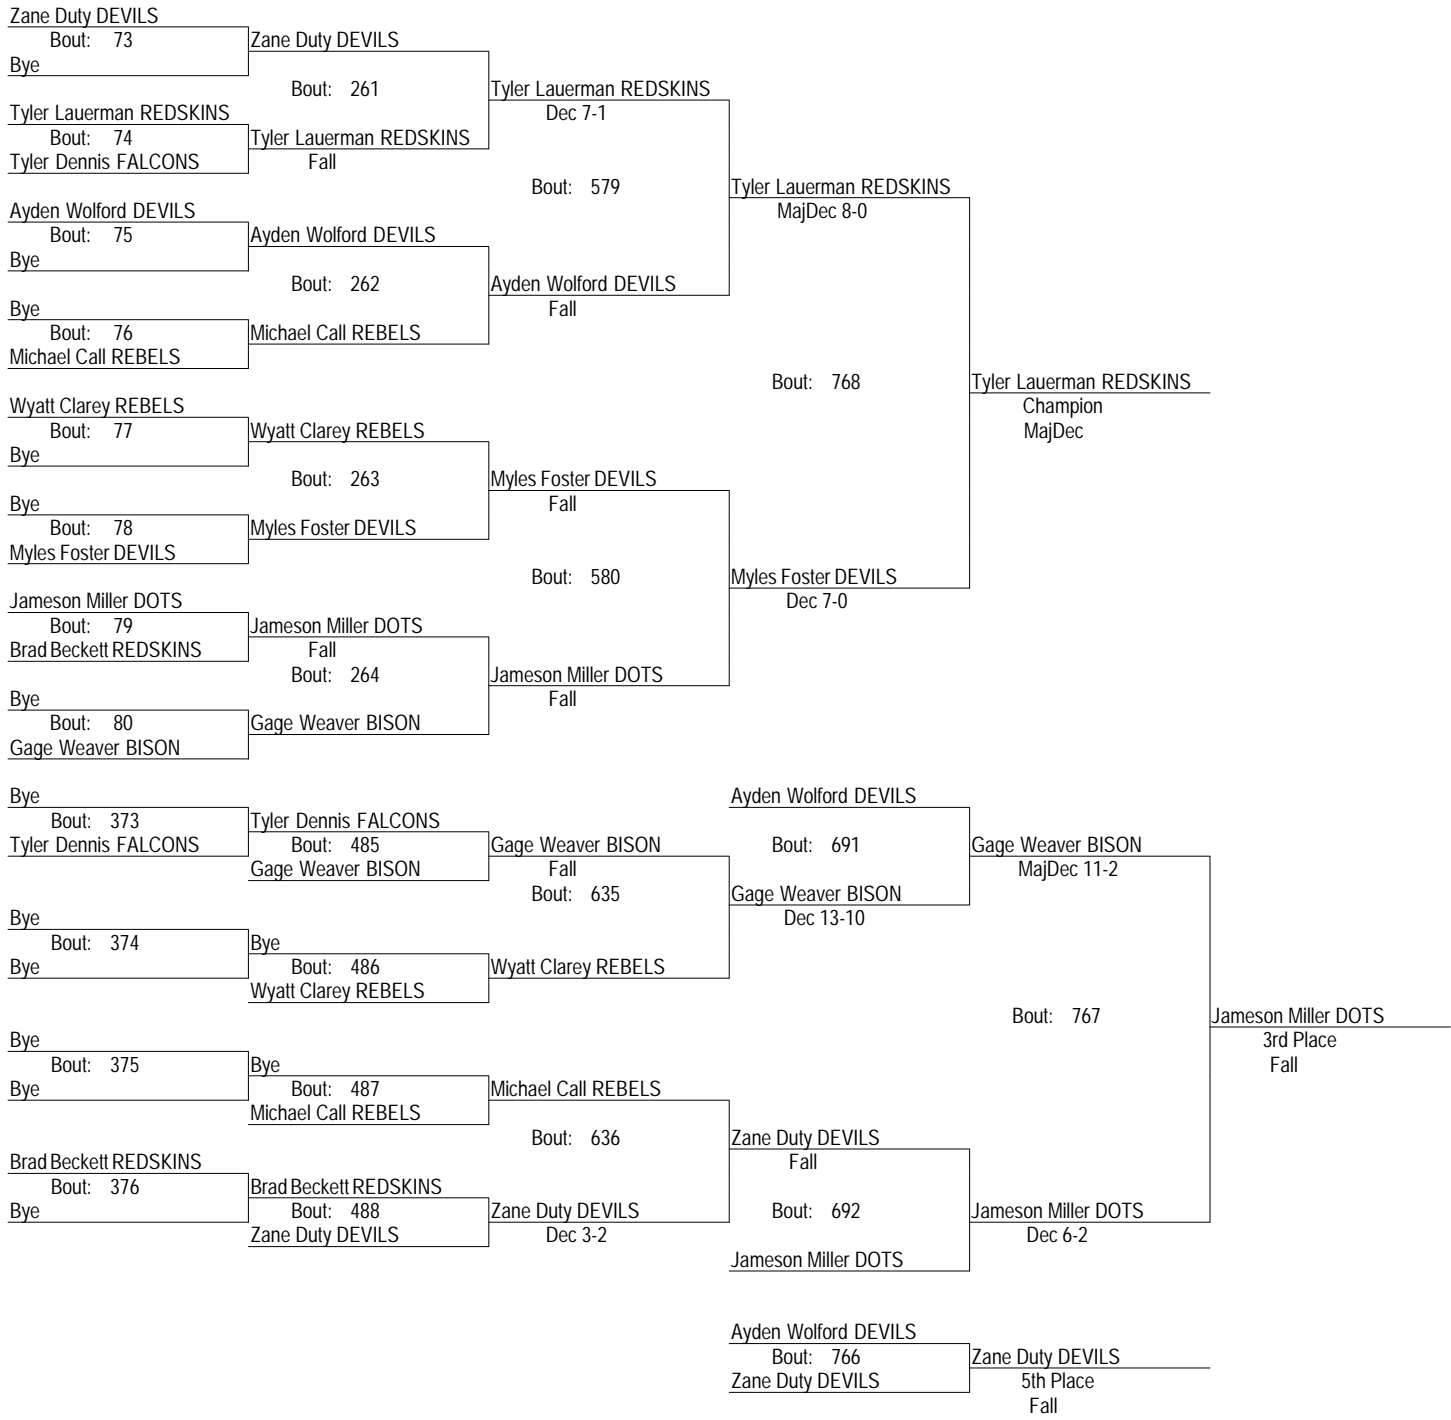 Zane Duty DEVILS
Bout: 73
Bye
Zane Duty DEVILS
Bout: 261
Tyler Lauerman REDSKINS
Dec 7-1
Tyler Lauerman REDSKINS
Bout: 74
Tyler Dennis FALCONS
Tyler Lauerman REDSKINS
Fall
Bout: 579
Tyler Lauerman REDSKINS
MajDec 8-0
Ayden Wolford DEVILS
Bout: 75
Bye
Ayden Wolford DEVILS
Bout: 262
Ayden Wolford DEVILS
Fall
Bye
Bout: 76
Michael Call REBELS
Michael Call REBELS
Bout: 768
Tyler Lauerman REDSKINS
Champion
MajDec
Wyatt Clarey REBELS
Bout: 77
Bye
Wyatt Clarey REBELS
Bout: 263
Myles Foster DEVILS
Fall
Bye
Bout: 78
Myles Foster DEVILS
Myles Foster DEVILS
Bout: 580
Myles Foster DEVILS
Dec 7-0
Jameson Miller DOTS
Bout: 79
Brad Beckett REDSKINS
Jameson Miller DOTS
Fall
Bout: 264
Jameson Miller DOTS
Fall
Bye
Bout: 80
Gage Weaver BISON
Gage Weaver BISON
Bye
Bout: 373
Tyler Dennis FALCONS
Tyler Dennis FALCONS
Bout: 485
Gage Weaver BISON
Gage Weaver BISON
Fall
Bout: 635
Ayden Wolford DEVILS
Bout: 691
Gage Weaver BISON
Dec 13-10
Gage Weaver BISON
MajDec 11-2
Bye
Bout: 374
Bye
Bye
Bout: 486
Wyatt Clarey REBELS
Wyatt Clarey REBELS
Bout: 767
Jameson Miller DOTS
3rd Place
Fall
Bye
Bout: 375
Bye
Bye
Bout: 487
Michael Call REBELS
Michael Call REBELS
Bout: 636
Zane Duty DEVILS
Fall
Brad Beckett REDSKINS
Bout: 376
Bye
Brad Beckett REDSKINS
Bout: 488
Zane Duty DEVILS
Zane Duty DEVILS
Dec 3-2
Bout: 692
Jameson Miller DOTS
Jameson Miller DOTS
Dec 6-2
Ayden Wolford DEVILS
Bout: 766
Zane Duty DEVILS
Zane Duty DEVILS
5th Place
Fall